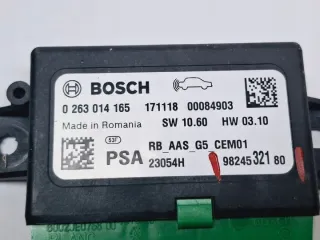 BOSCH
0 263 014 165 171118 00084903
Made in Romania SW 10.60 HW 03.10
53T RB_AAS_G5_CEM01
PSA 23054H 98245321 80